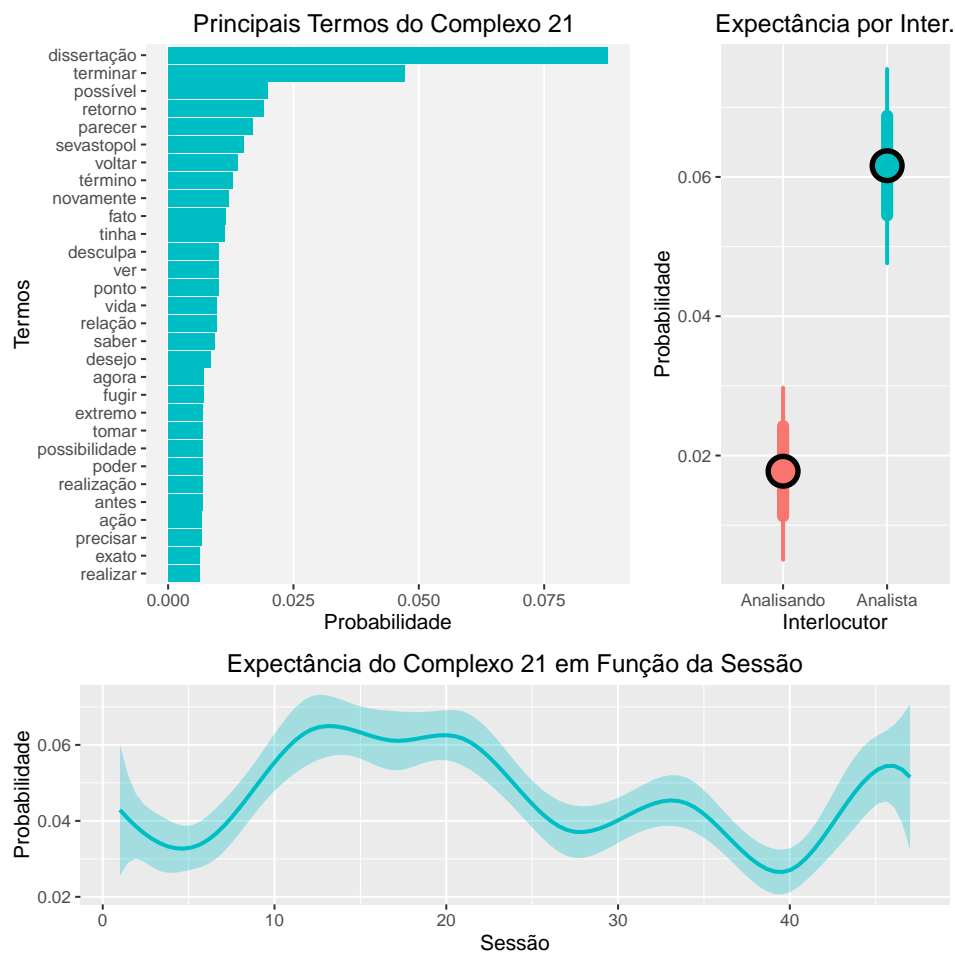 Principais Termos do Complexo 21
Termos
dissertação
terminar
possível
retorno
parecer
sevastopol
voltar
término
novamente
fato
tinha
desculpa
ver
ponto
vida
relação
saber
desejo
agora
fugir
extremo
tomar
possibilidade
poder
realização
antes
ação
precisar
exato
realizar
0.000 0.025 0.050 0.075
Probabilidade
Expectância por Inter.
Probabilidade
0.06
0.04
0.02
Analisando Analista
Interlocutor
Expectância do Complexo 21 em Função da Sessão
Probabilidade
0.06
0.04
0.02
0 10 20 30 40
Sessão